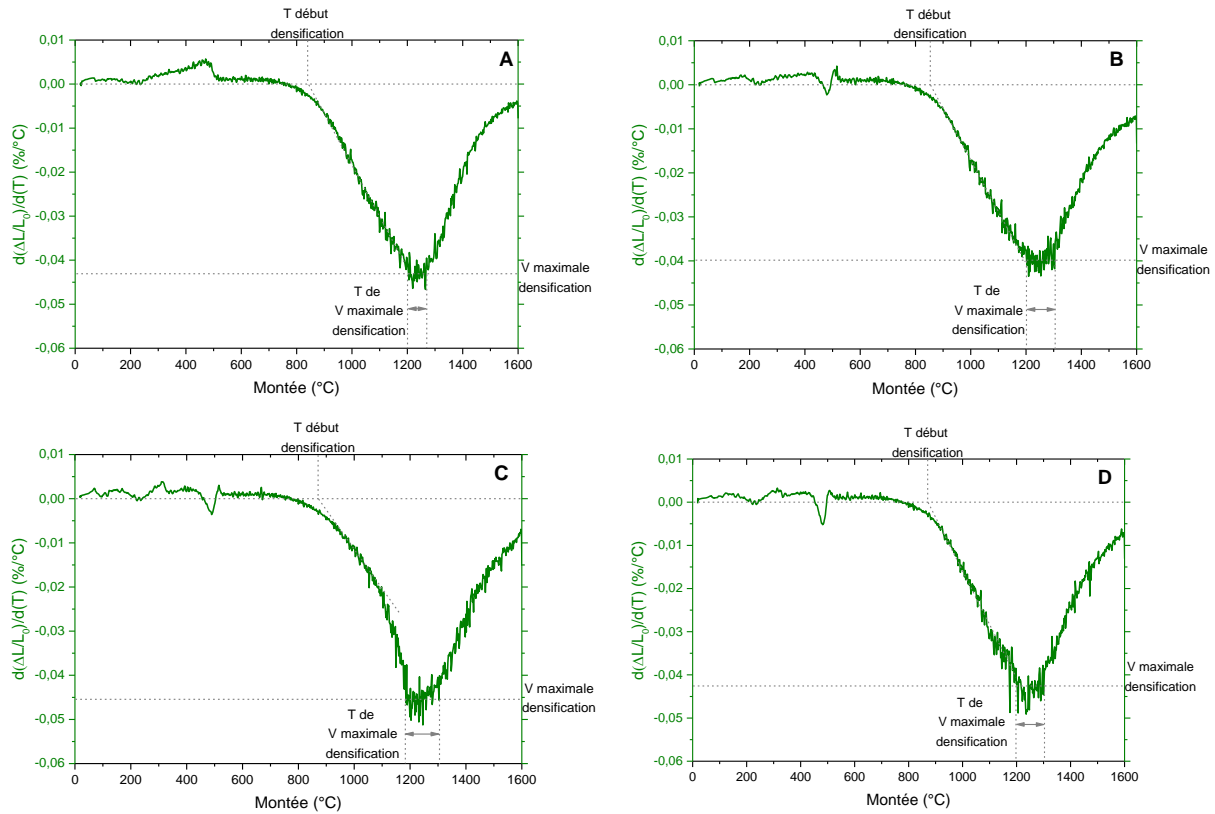 T début
densification
A
0,01
0,00
-0,01
-0,02
-0,03
-0,04
-0,05
-0,06
d(ΔL/L0)/d(T) (%/°C)
V maximale
densification
T de
V maximale
densification
0 200 400 600 800 1000 1200 1400 1600
Montée (°C)
T début
densification
B
0,01
0,00
-0,01
-0,02
-0,03
-0,04
-0,05
-0,06
d(ΔL/L0)/d(T) (%/°C)
V maximale
densification
T de
V maximale
densification
0 200 400 600 800 1000 1200 1400 1600
Montée (°C)
T début
densification
C
0,01
0,00
-0,01
-0,02
-0,03
-0,04
-0,05
-0,06
d(ΔL/L0)/d(T) (%/°C)
V maximale
densification
T de
V maximale
densification
0 200 400 600 800 1000 1200 1400 1600
Montée (°C)
T début
densification
D
0,01
0,00
-0,01
-0,02
-0,03
-0,04
-0,05
-0,06
d(ΔL/L0)/d(T) (%/°C)
V maximale
densification
T de
V maximale
densification
0 200 400 600 800 1000 1200 1400 1600
Montée (°C)